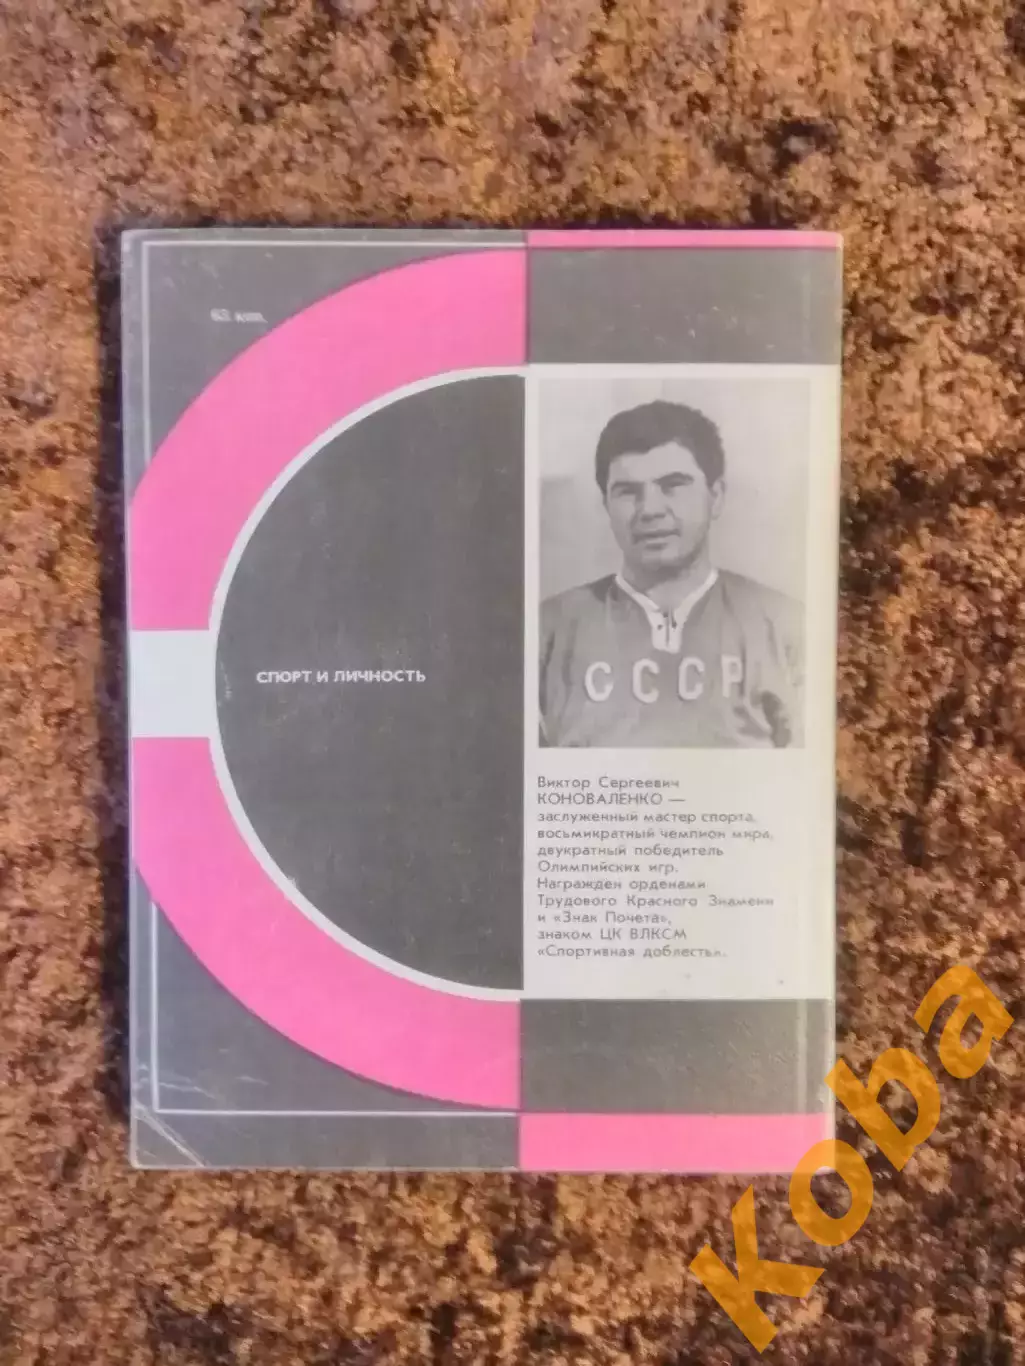 63 коп.
СПОРТ И ЛИЧНОСТЬ
СССР
Виктор Сергеевич
КОНОВАЛЕНКО —
заслуженный мастер спорта,
восьмикратный чемпион мира,
двукратный победитель
Олимпийских игр.
Награжден орденами
Трудового Красного Знамени
и «Знак Почета»,
знаком ЦК ВЛКСМ
«Спортивная доблесть».
Коба